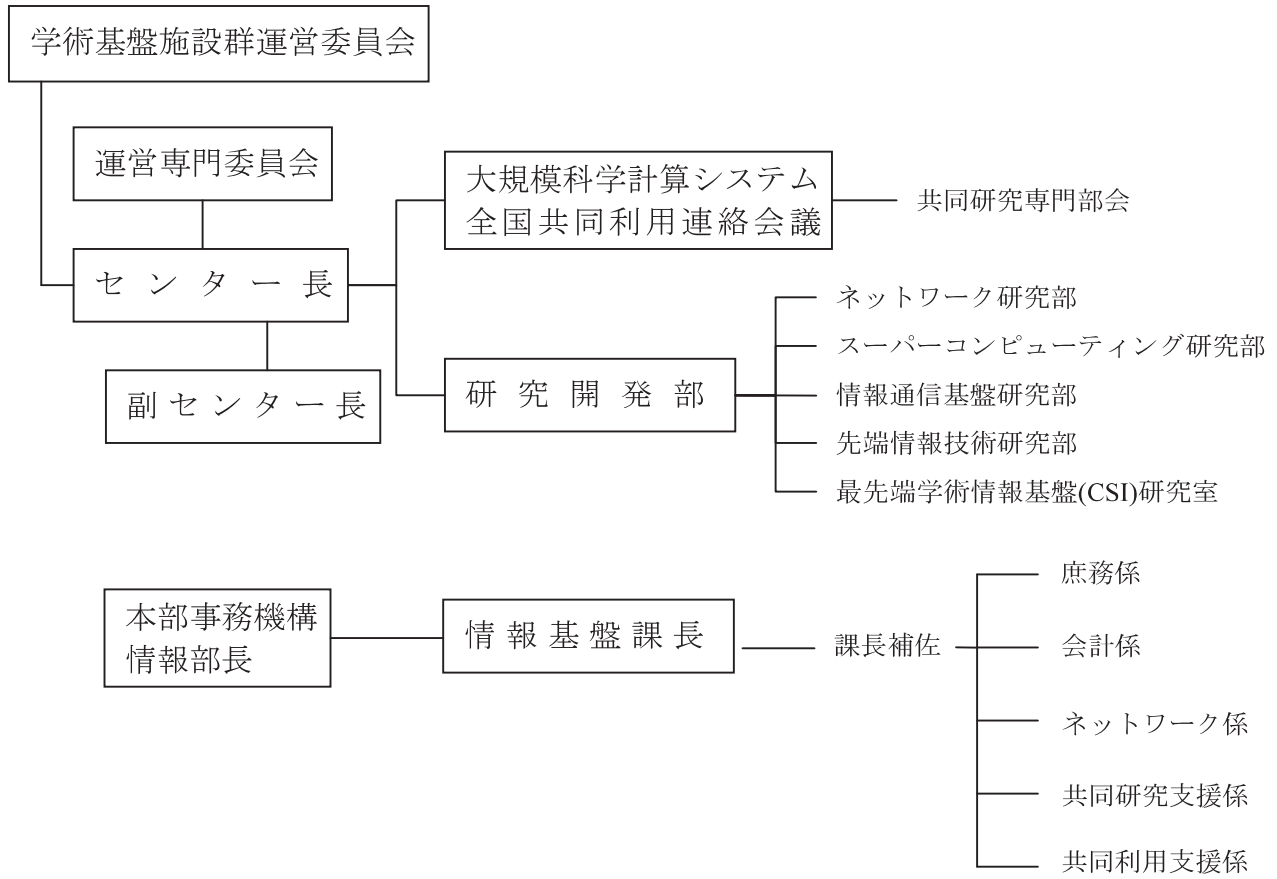 学術基盤施設群運営委員会
運営専門委員会
センター長
副センター長
大規模科学計算システム
全国共同利用連絡会議
共同研究専門部会
研究開発部
ネットワーク研究部
スーパーコンピューティング研究部
情報通信基盤研究部
先端情報技術研究部
最先端学術情報基盤(CSI)研究室
本部事務機構
情報部長
情報基盤課長
課長補佐
庶務係
会計係
ネットワーク係
共同研究支援係
共同利用支援係